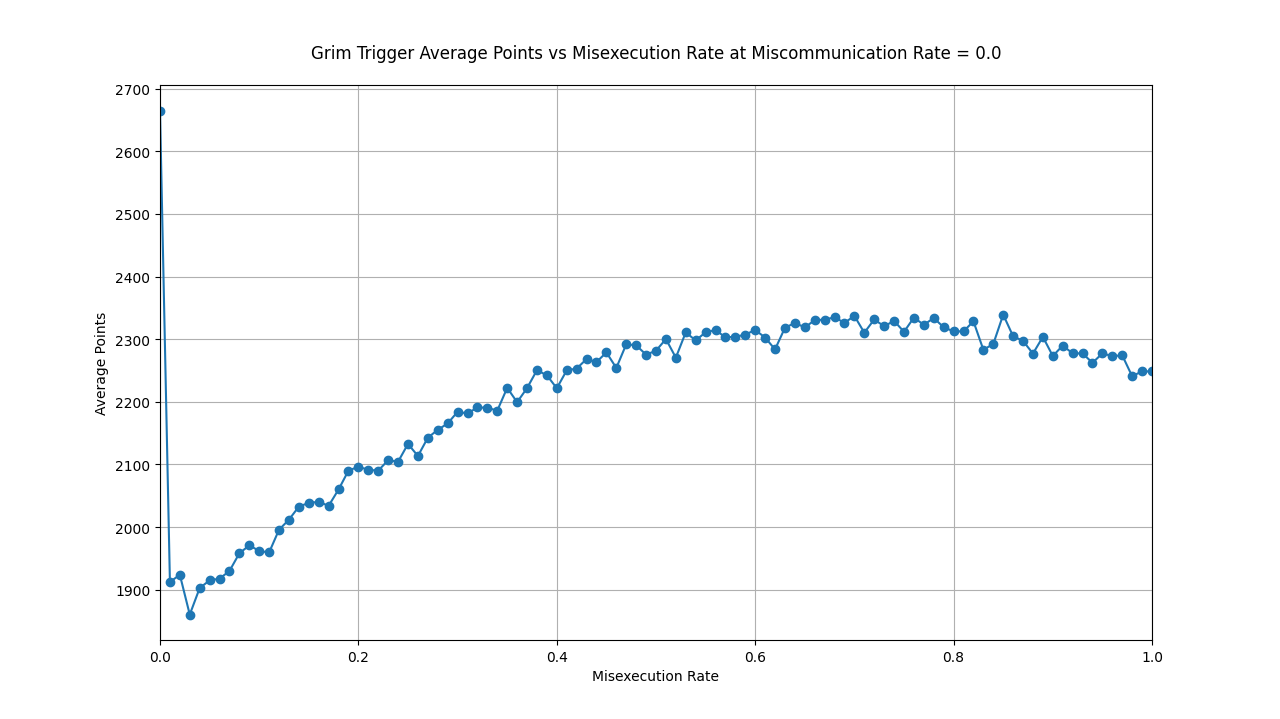 Grim Trigger Average Points vs Misexecution Rate at Miscommunication Rate = 0.0
2700
2600
2500
2400
2300
2200
2100
2000
1900
Average Points
0.0 0.2 0.4 0.6 0.8 1.0
Misexecution Rate